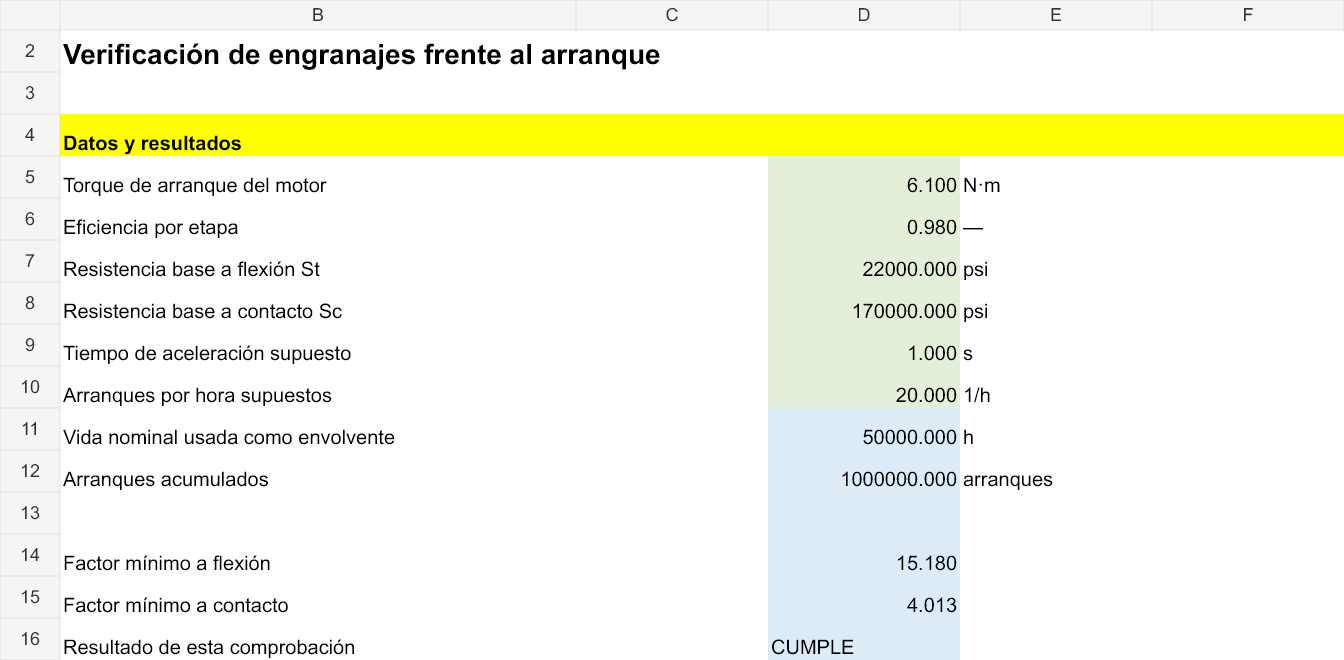 B C D E F
2 Verificación de engranajes frente al arranque
3
4 Datos y resultados
5 Torque de arranque del motor 6.100 N·m
6 Eficiencia por etapa 0.980 —
7 Resistencia base a flexión St 22000.000 psi
8 Resistencia base a contacto Sc 170000.000 psi
9 Tiempo de aceleración supuesto 1.000 s
10 Arranques por hora supuestos 20.000 1/h
11 Vida nominal usada como envolvente 50000.000 h
12 Arranques acumulados 1000000.000 arranques
13
14 Factor mínimo a flexión 15.180
15 Factor mínimo a contacto 4.013
16 Resultado de esta comprobación CUMPLE